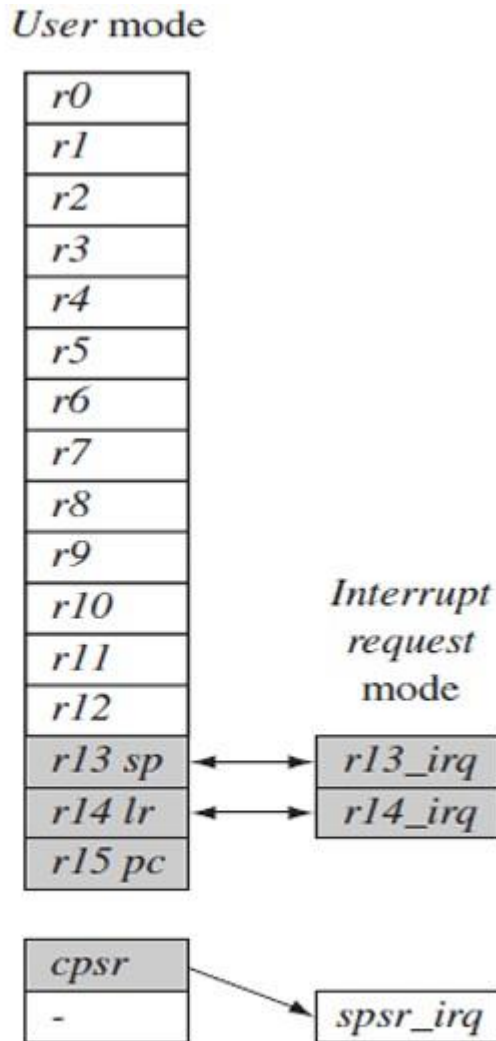 User mode
r0
r1
r2
r3
r4
r5
r6
r7
r8
r9
r10
r11
r12
r13 sp
r14 lr
r15 pc
cpsr
-
Interrupt
request
mode
r13_irq
r14_irq
spsr_irq